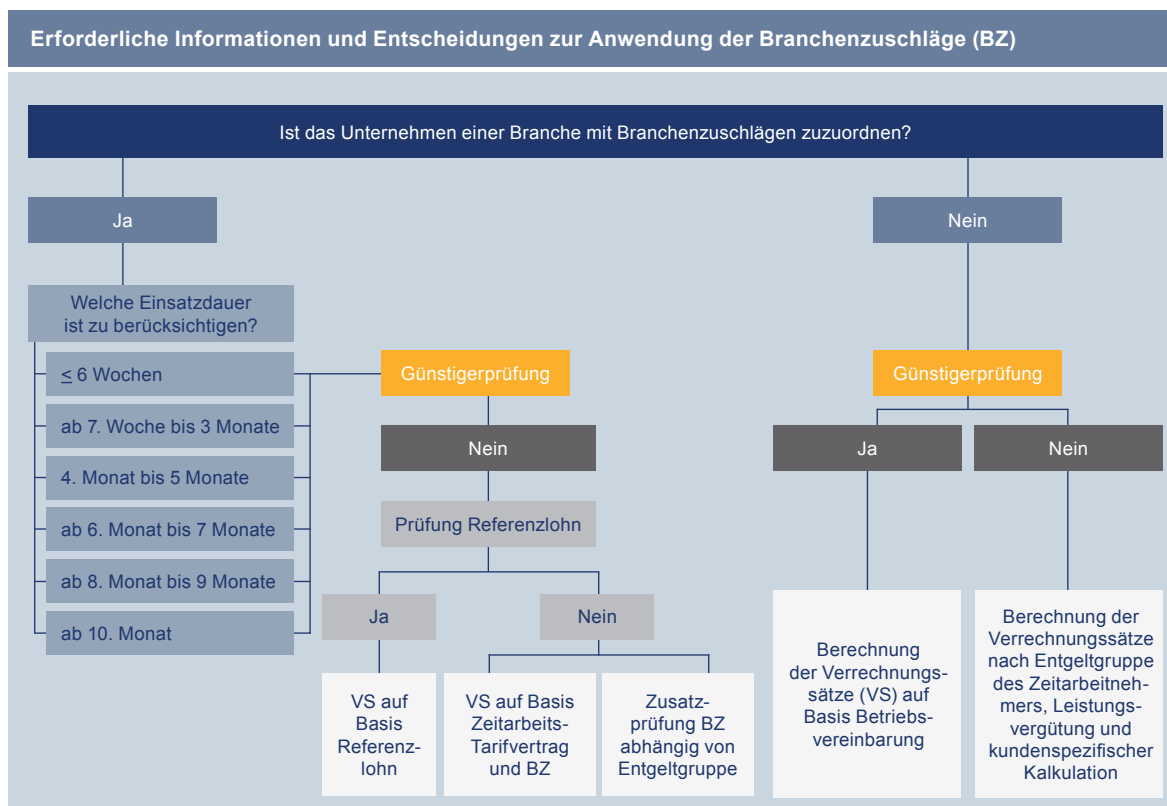 Erforderliche Informationen und Entscheidungen zur Anwendung der Branchenzuschläge (BZ)
Ist das Unternehmen einer Branche mit Branchenzuschlägen zuzuordnen?
Ja
Welche Einsatzdauer
ist zu berücksichtigen?
≤ 6 Wochen
ab 7. Woche bis 3 Monate
4. Monat bis 5 Monate
ab 6. Monat bis 7 Monate
ab 8. Monat bis 9 Monate
ab 10. Monat
Günstigerprüfung
Nein
Prüfung Referenzlohn
Ja
Nein
VS auf
Basis
Referenz-
lohn
VS auf Basis
Zeitarbeits-
Tarifvertrag
und BZ
Zusatz-
prüfung BZ
abhängig von
Entgeltgruppe
Nein
Günstigerprüfung
Ja
Nein
Berechnung
der Verrechnungs-
sätze (VS) auf
Basis Betriebs-
vereinbarung
Berechnung der
Verrechnungssätze
nach Entgeltgruppe
des Zeitarbeitneh-
mers, Leistungs-
vergütung und
kundenspezifischer
Kalkulation